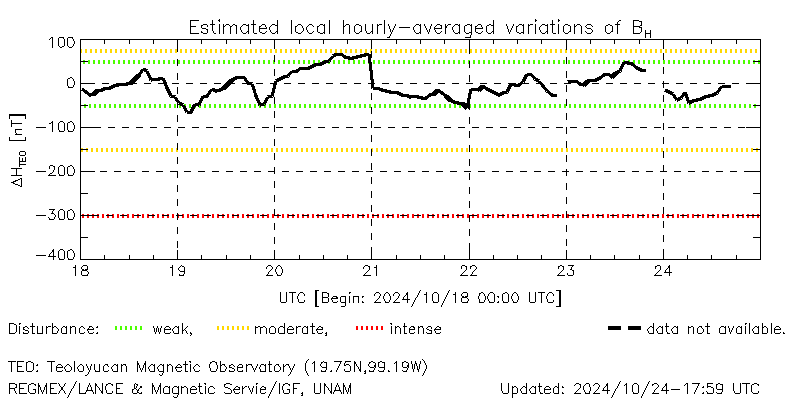 Estimated local hourly-averaged variations of BH
100
0
-100
-200
-300
-400
ΔHTEO [nT]
18 19 20 21 22 23 24
UTC [Begin: 2024/10/18 00:00 UTC]
Disturbance: weak, moderate, intense data not available.
TEO: Teoloyucan Magnetic Observatory (19.75N,99.19W)
REGMEX/LANCE & Magnetic Servie/IGF, UNAM Updated: 2024/10/24-17:59 UTC